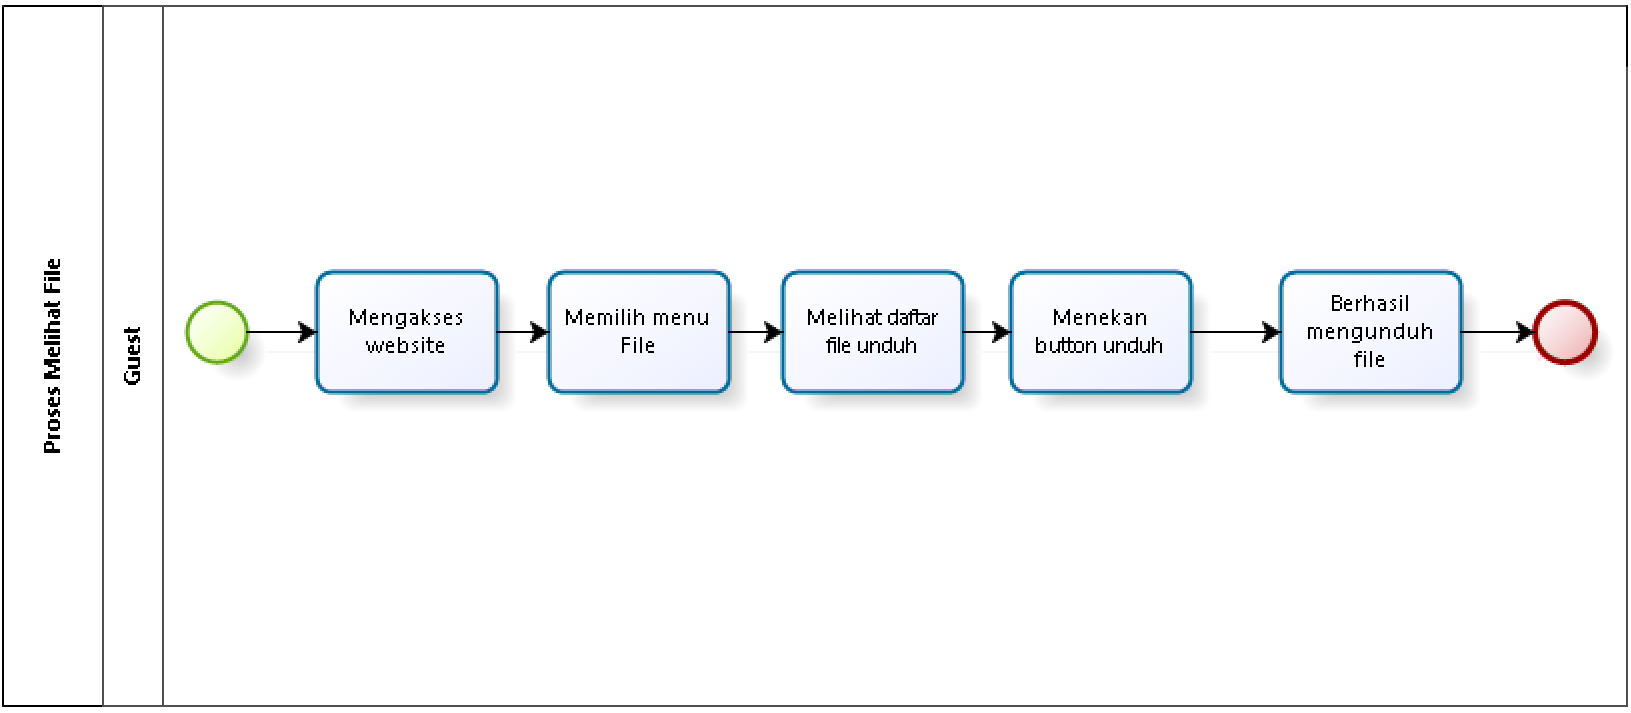 Proses Melihat File
Guest
Mengakses
website
Memilih menu
File
Melihat daftar
file unduh
Menekan
button unduh
Berhasil
mengunduh
file